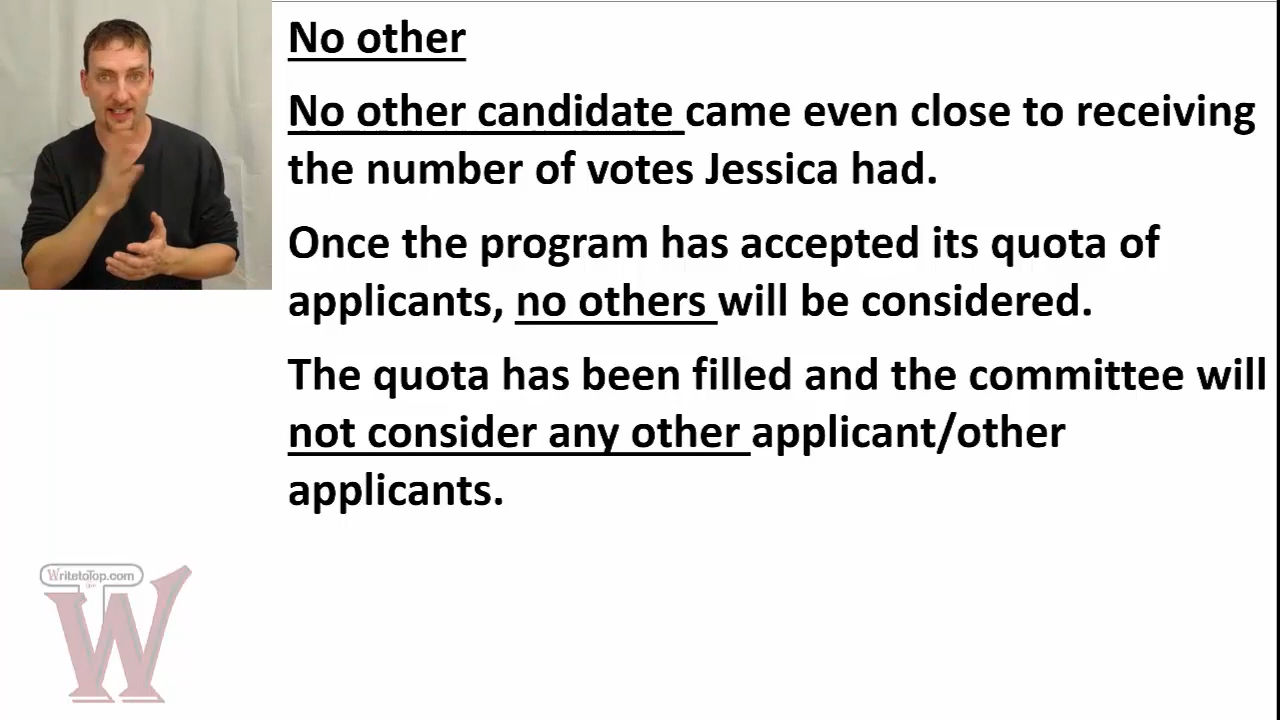 No other
No other candidate came even close to receiving
the number of votes Jessica had.
Once the program has accepted its quota of
applicants, no others will be considered.
The quota has been filled and the committee will
not consider any other applicant/other
applicants.
WritetoTop.com
W